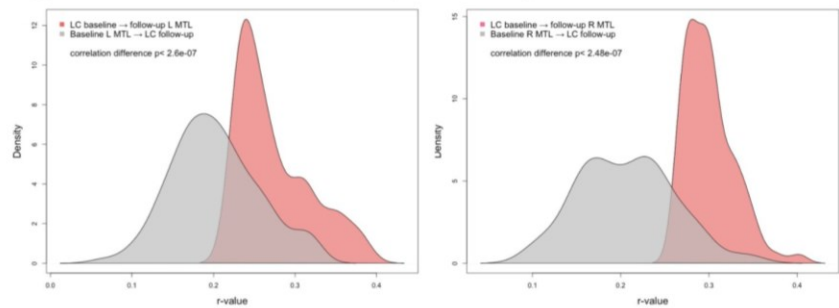 LC baseline → follow-up L MTL
Baseline L MTL → LC follow-up
correlation difference p< 2.6e-07
Density
0
2
4
6
8
10
12
0.0
0.1
0.2
0.3
0.4
r-value
LC baseline → follow-up R MTL
Baseline R MTL → LC follow-up
correlation difference p< 2.48e-07
Density
0
5
10
15
0.1
0.2
0.3
0.4
r-value